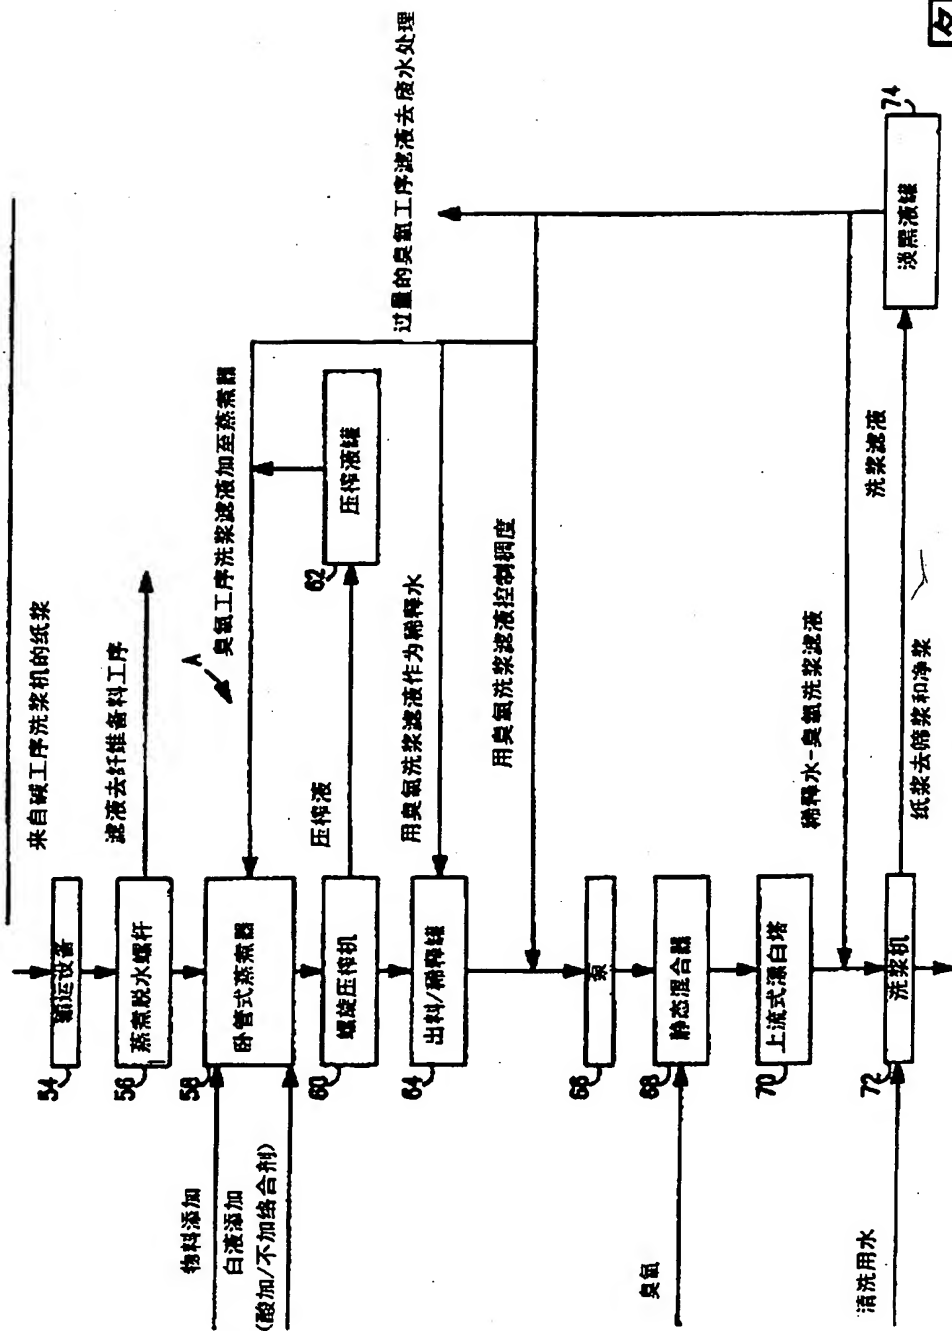 来自碱工序洗浆机的纸浆
54
输运设备
滤液去纤维备料工序
56
蒸煮脱水螺杆
A
臭氧工序洗浆滤液加至蒸煮器
物料添加
白液添加
(酸加/不加络合剂)
58
卧管式蒸煮器
压榨液
60
螺旋压榨机
62
压榨液罐
用臭氧洗浆滤液作为稀释水
64
出料/稀释罐
过量的臭氧工序滤液去废水处理
用臭氧洗浆滤液控制稠度
66
泵
臭氧
68
静态混合器
70
上流式漂白塔
稀释水-臭氧洗浆滤液
洗浆滤液
清洗用水
72
洗浆机
纸浆去筛浆和净浆
淡黑液罐
74